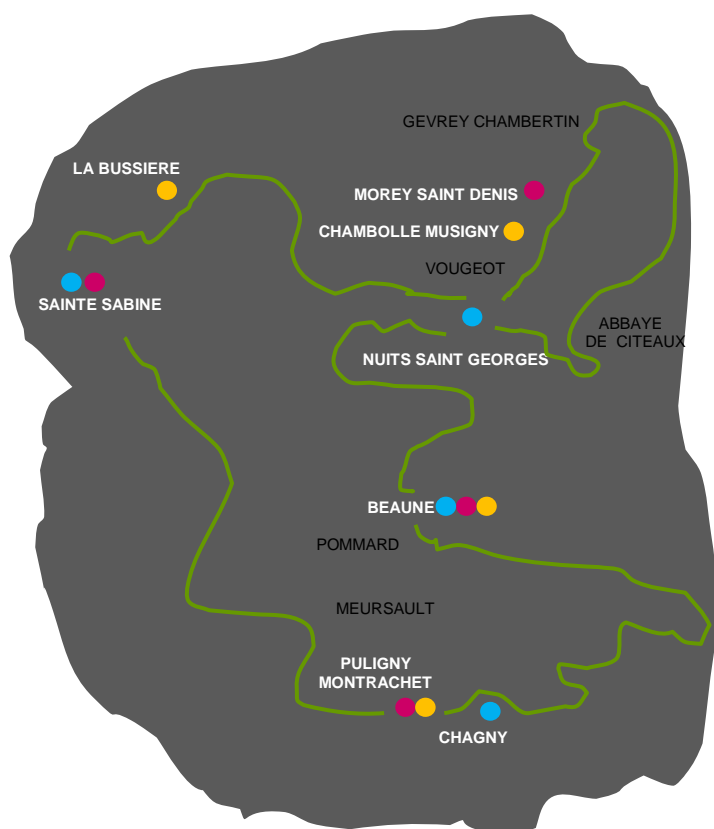 GEVREY CHAMBERTIN
LA BUSSIERE
MOREY SAINT DENIS
CHAMBOLLE MUSIGNY
VOUGEOT
SAINTE SABINE
ABBAYE
DE CITEAUX
NUITS SAINT GEORGES
BEAUNE
POMMARD
MEURSAULT
PULIGNY
MONTRACHET
CHAGNY